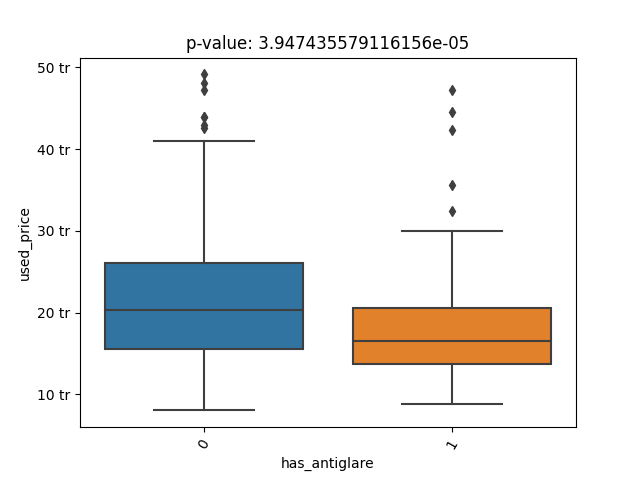 p-value: 3.947435579116156e-05
50 tr
40 tr
30 tr
20 tr
10 tr
used_price
0
1
has_antiglare